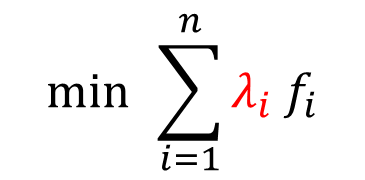 min ∑_{i=1}^{n} λ_i f_i